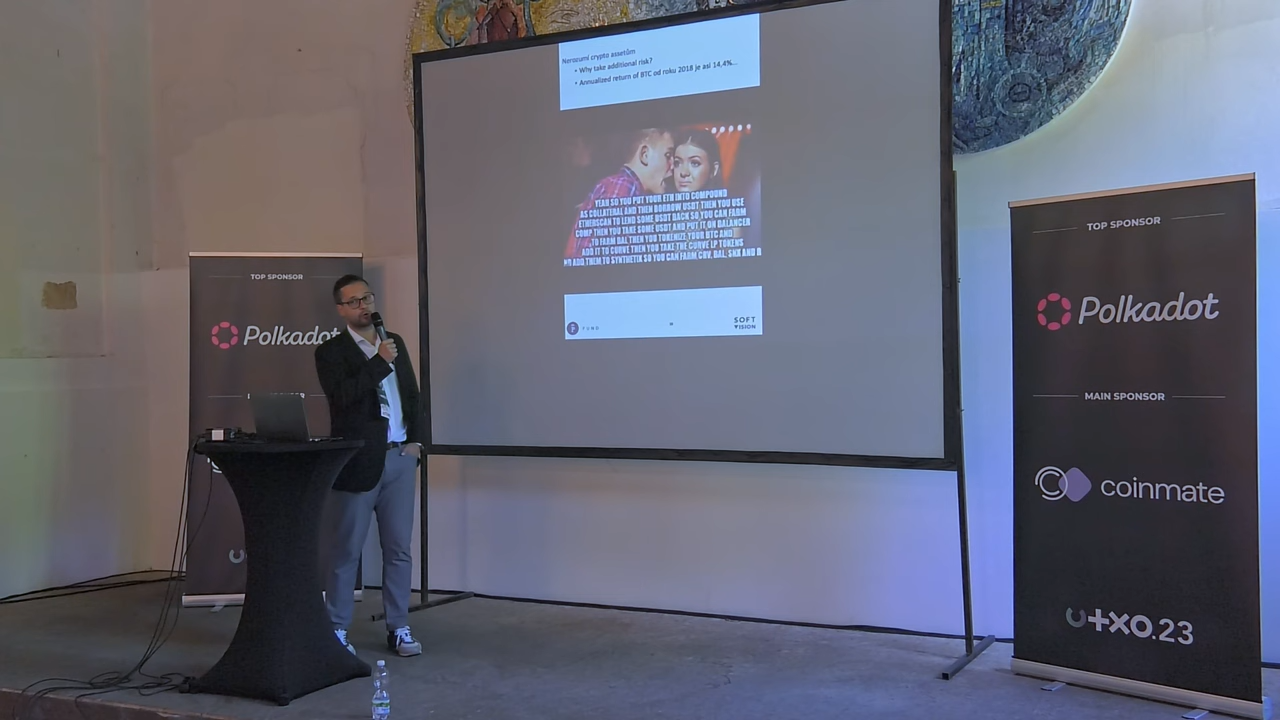 Nerozumí crypto assetům
• Why take additional risk?
• Annualized return of BTC od roku 2018 je asi 14,4%...
YEAH SO YOU PUT YOUR ETH INTO COMPOUND
AS COLLATERAL AND THEN BORROW USDT THEN YOU USE
ETHERSCAN TO LEND SOME USDT BACK SO YOU CAN FARM
COMP THEN YOU TAKE SOME USDT AND PUT IT ON BALANCER
TO FARM BAL THEN YOU TOKENIZE YOUR BTC AND
ADD IT TO CURVE THEN YOU TAKE THE CURVE LP TOKENS
ADD THEM TO SYNTHETIX SO YOU CAN FARM CRV, BAL, SNX AND
FUND
SOFT
VISION
TOP SPONSOR
Polkadot
TOP SPONSOR
Polkadot
MAIN SPONSOR
coinmate
utxo.23